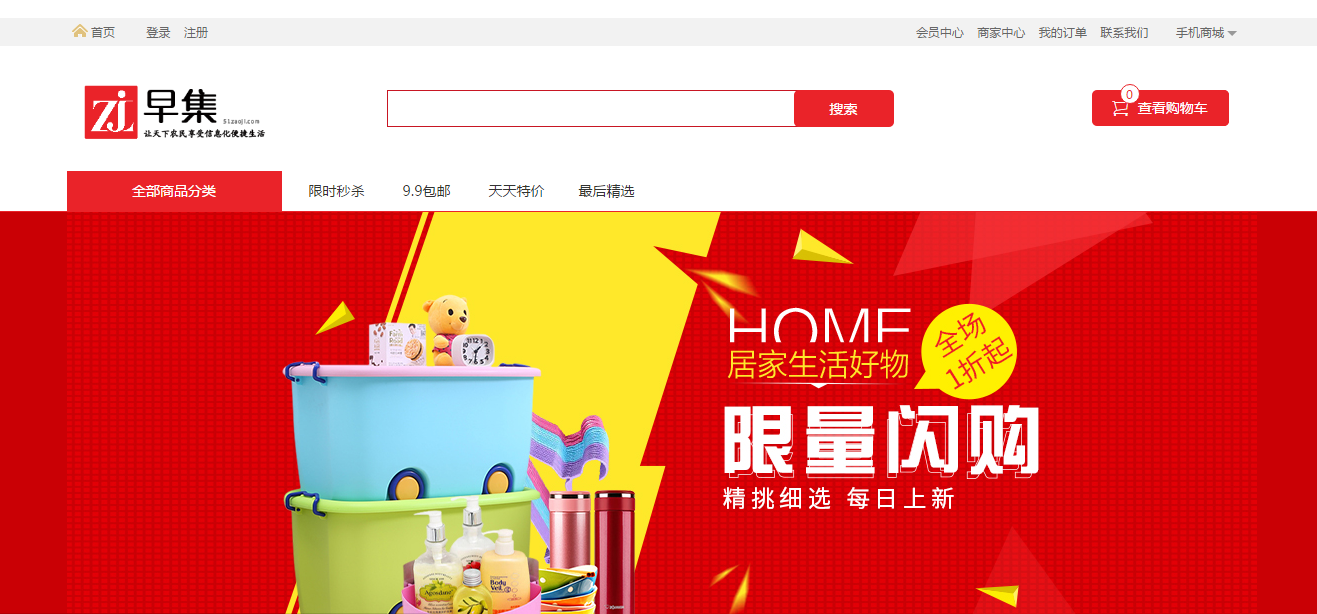 首页 登录 注册 会员中心 商家中心 我的订单 联系我们 手机商城
0
ZJ 早集 51zaoji.com 搜索 查看购物车
让天下农民享受信息化便捷生活
全部商品分类 限时秒杀 9.9包邮 天天特价 最后精选
HOME
居家生活好物
全场
1折起
限量闪购
精挑细选 每日上新
Body